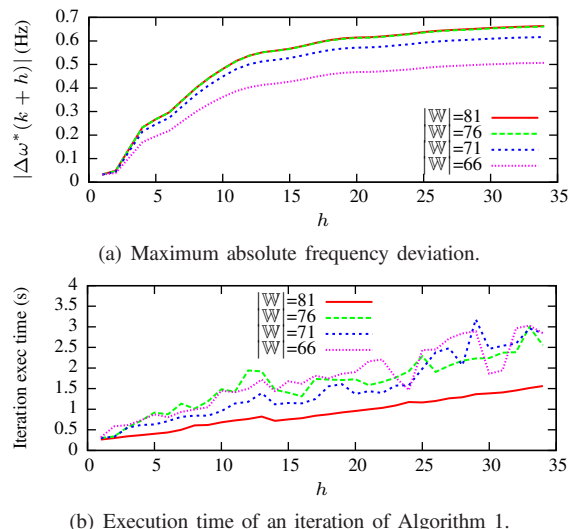 0.7
0.6
0.5
0.4
0.3
0.2
0.1
0
|Δω*(k + h)| (Hz)
|𝕎|=81
|𝕎|=76
|𝕎|=71
|𝕎|=66
0 5 10 15 20 25 30 35
h
(a) Maximum absolute frequency deviation.
4
3.5
3
2.5
2
1.5
1
0.5
0
Iteration exec time (s)
|𝕎|=81
|𝕎|=76
|𝕎|=71
|𝕎|=66
0 5 10 15 20 25 30 35
h
(b) Execution time of an iteration of Algorithm 1.